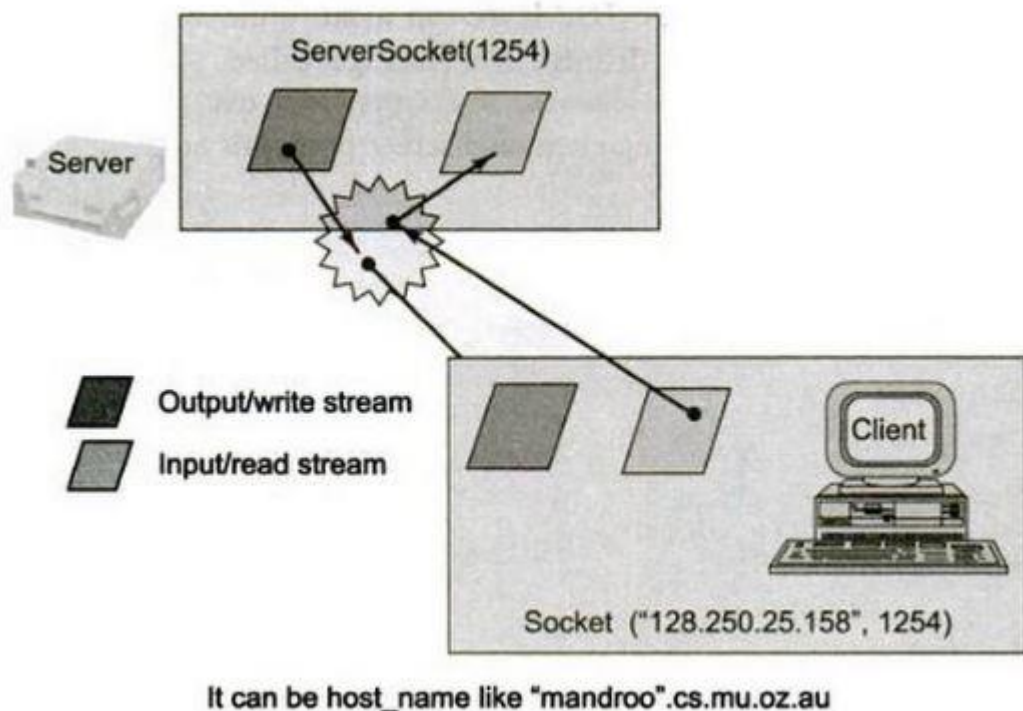 ServerSocket(1254)
Server
Output/write stream
Input/read stream
Client
Socket ("128.250.25.158", 1254)
It can be host_name like "mandroo".cs.mu.oz.au